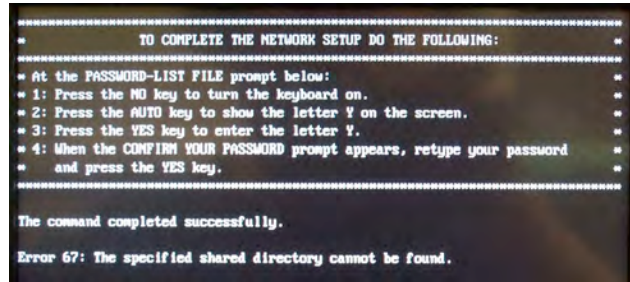 ****************************************************************************
* TO COMPLETE THE NETWORK SETUP DO THE FOLLOWING: *
****************************************************************************
* At the PASSWORD-LIST FILE prompt below: *
* 1: Press the NO key to turn the keyboard on. *
* 2: Press the AUTO key to show the letter Y on the screen. *
* 3: Press the YES key to enter the letter Y. *
* 4: When the CONFIRM YOUR PASSWORD prompt appears, retype your password *
* and press the YES key. *
****************************************************************************
The command completed successfully.
Error 67: The specified shared directory cannot be found.